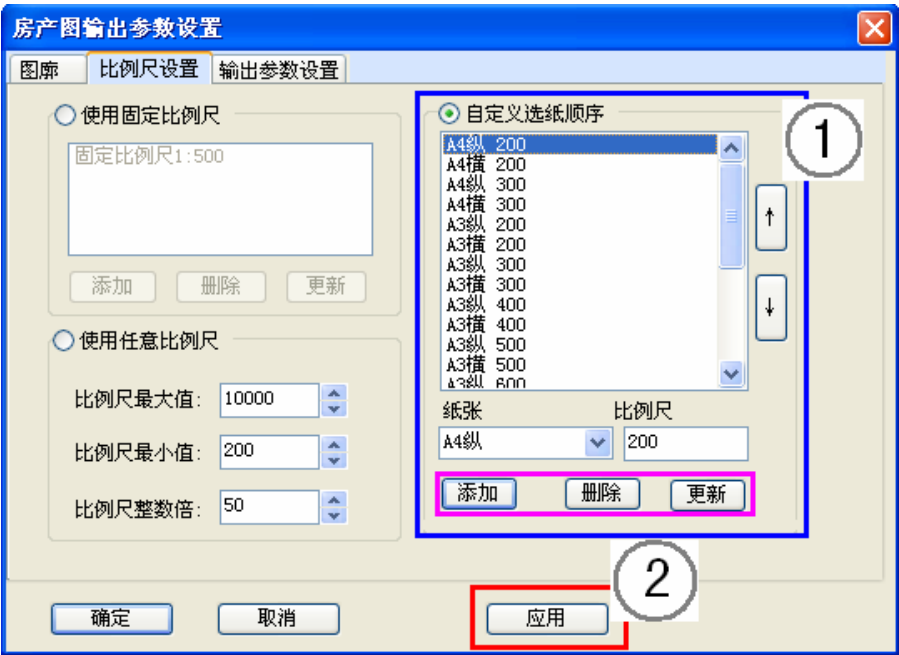 房产图输出参数设置
图廓 比例尺设置 输出参数设置
使用固定比例尺
固定比例尺1:500
添加 删除 更新
使用任意比例尺
比例尺最大值: 10000
比例尺最小值: 200
比例尺整数倍: 50
自定义选纸顺序
A4纵 200
A4横 200
A4纵 300
A4横 300
A3纵 200
A3横 200
A3纵 300
A3横 300
A3纵 400
A3横 400
A3纵 500
A3横 500
A3纵 600
↑
↓
纸张 比例尺
A4纵 200
添加 删除 更新
1
2
确定 取消 应用